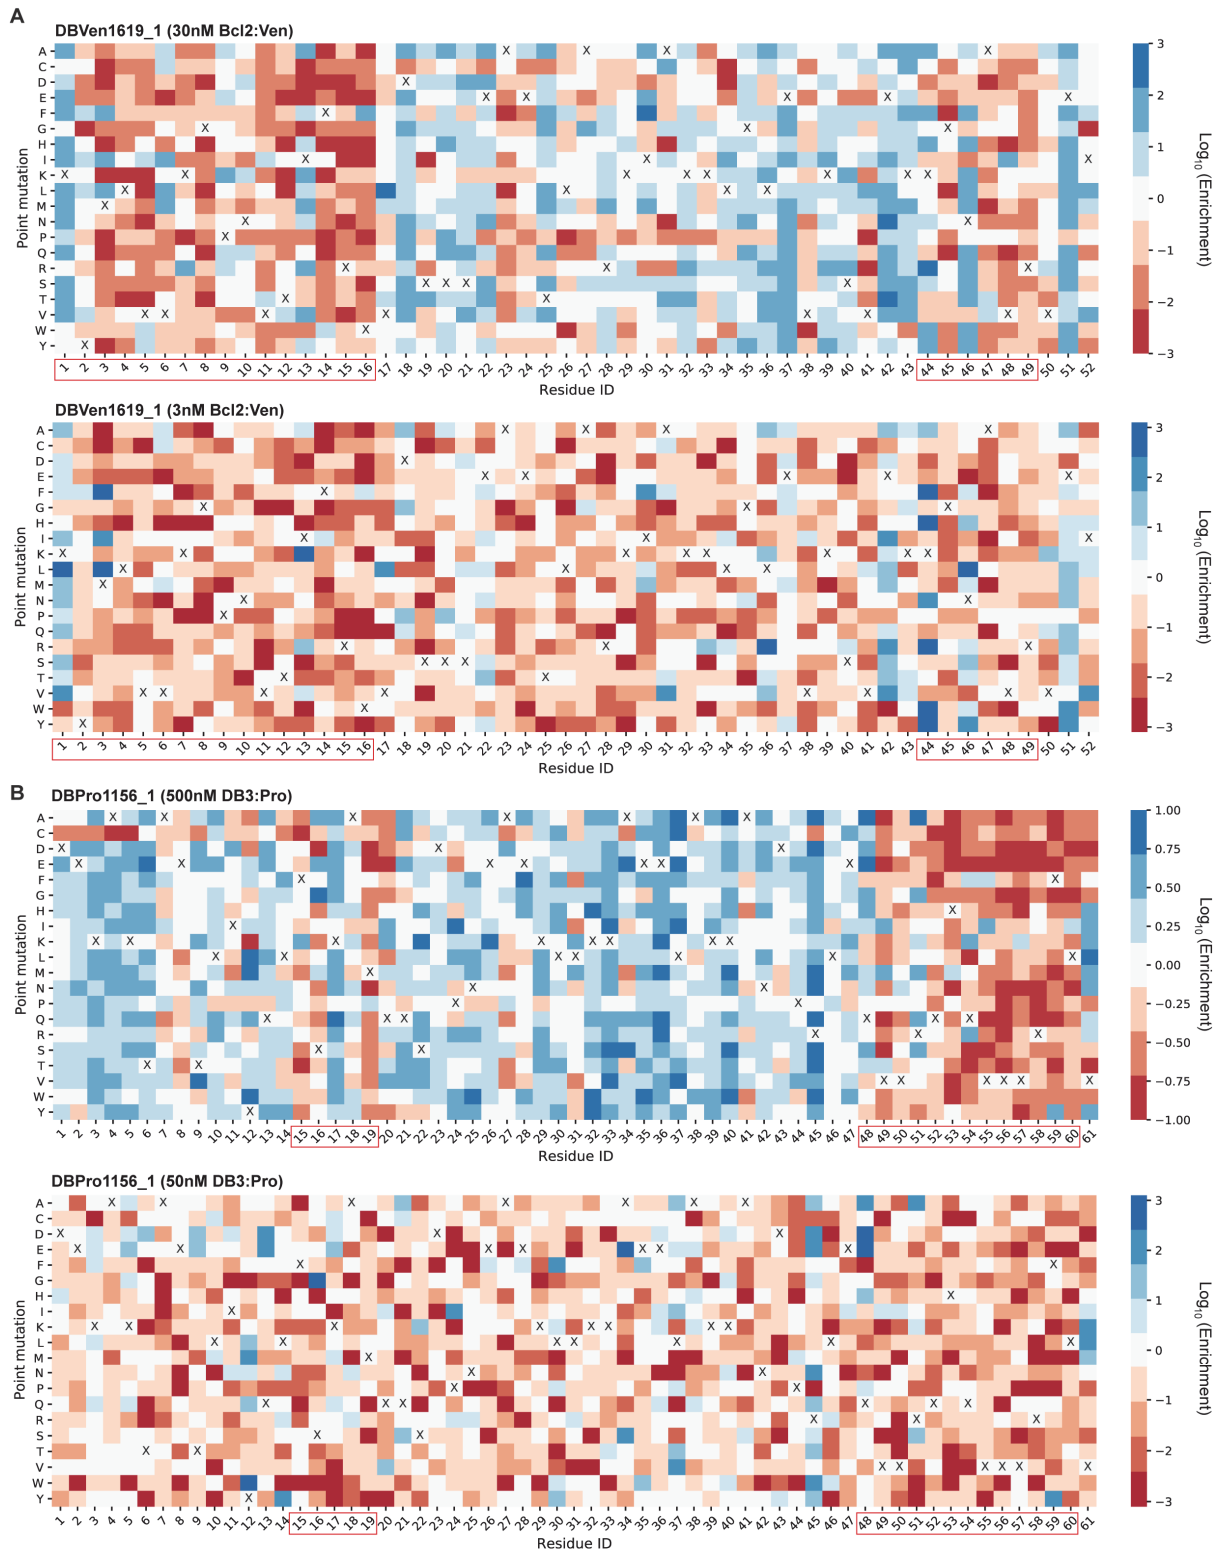 A
DBVen1619_1 (30nM Bcl2:Ven)
Point mutation
A
C
D
E
F
G
H
I
K
L
M
N
P
Q
R
S
T
V
W
Y
1 2 3 4 5 6 7 8 9 10 11 12 13 14 15 16 17 18 19 20 21 22 23 24 25 26 27 28 29 30 31 32 33 34 35 36 37 38 39 40 41 42 43 44 45 46 47 48 49 50 51 52
Residue ID
3
2
1
0
−1
−2
−3
Log10 (Enrichment)
DBVen1619_1 (3nM Bcl2:Ven)
Point mutation
A
C
D
E
F
G
H
I
K
L
M
N
P
Q
R
S
T
V
W
Y
1 2 3 4 5 6 7 8 9 10 11 12 13 14 15 16 17 18 19 20 21 22 23 24 25 26 27 28 29 30 31 32 33 34 35 36 37 38 39 40 41 42 43 44 45 46 47 48 49 50 51 52
Residue ID
3
2
1
0
−1
−2
−3
Log10 (Enrichment)
B
DBPro1156_1 (500nM DB3:Pro)
Point mutation
A
C
D
E
F
G
H
I
K
L
M
N
P
Q
R
S
T
V
W
Y
1 2 3 4 5 6 7 8 9 10 11 12 13 14 15 16 17 18 19 20 21 22 23 24 25 26 27 28 29 30 31 32 33 34 35 36 37 38 39 40 41 42 43 44 45 46 47 48 49 50 51 52 53 54 55 56 57 58 59 60 61
Residue ID
1.00
0.75
0.50
0.25
0.00
−0.25
−0.50
−0.75
−1.00
Log10 (Enrichment)
DBPro1156_1 (50nM DB3:Pro)
Point mutation
A
C
D
E
F
G
H
I
K
L
M
N
P
Q
R
S
T
V
W
Y
1 2 3 4 5 6 7 8 9 10 11 12 13 14 15 16 17 18 19 20 21 22 23 24 25 26 27 28 29 30 31 32 33 34 35 36 37 38 39 40 41 42 43 44 45 46 47 48 49 50 51 52 53 54 55 56 57 58 59 60 61
Residue ID
3
2
1
0
−1
−2
−3
Log10 (Enrichment)